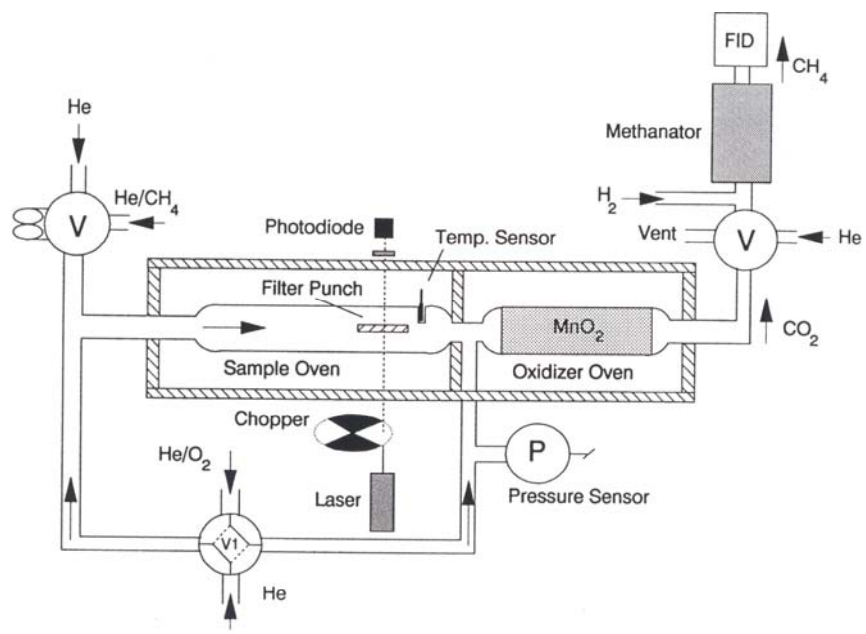 FID
CH4
Methanator
He
He/CH4
H2
V
Photodiode
Temp. Sensor
Vent
V
He
Filter Punch
MnO2
CO2
Sample Oven
Oxidizer Oven
Chopper
He/O2
P
Laser
Pressure Sensor
V1
He